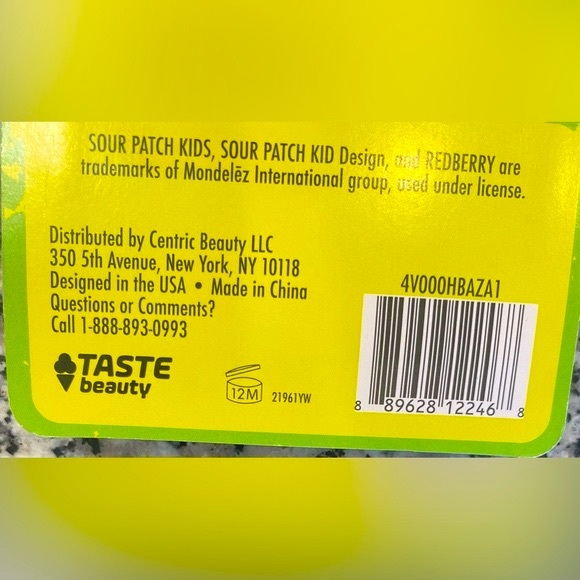 SOUR PATCH KIDS, SOUR PATCH KID Design, and REDBERRY are
trademarks of Mondelēz International group, used under license.
Distributed by Centric Beauty LLC
350 5th Avenue, New York, NY 10118
Designed in the USA • Made in China
Questions or Comments?
Call 1-888-893-0993
TASTE
beauty
12M
21961YW
4V000HBAZA1
8 89628 12246 8